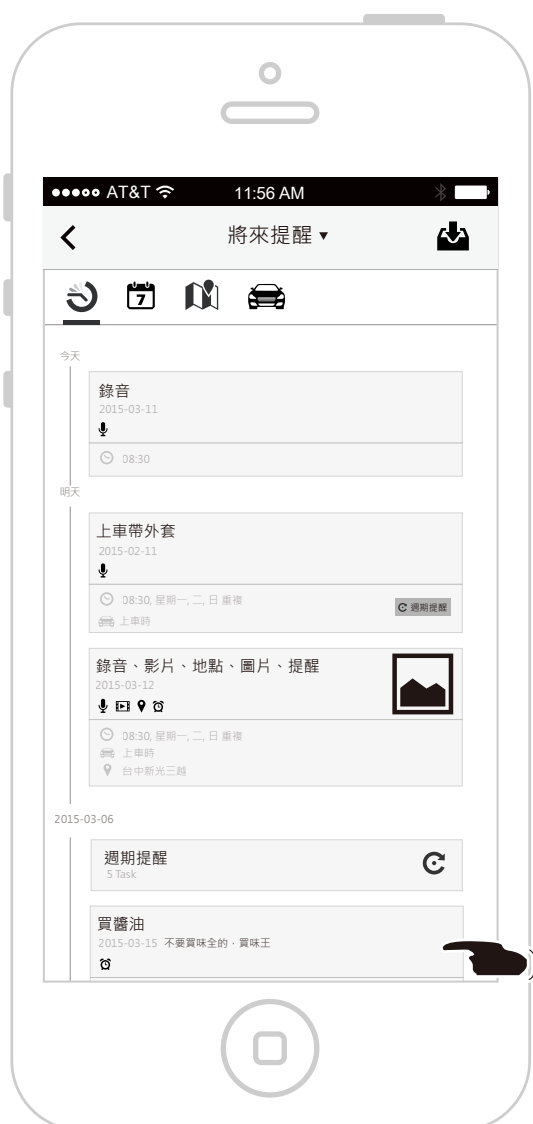 AT&T 11:56 AM
將來提醒
7
今天
錄音
2015-03-11
08:30
明天
上車帶外套
2015-02-11
08:30, 星期一, 二, 日 重複
週期提醒
上車時
錄音、影片、地點、圖片、提醒
2015-03-12
08:30, 星期一, 二, 日 重複
上車時
台中新光三越
2015-03-06
週期提醒
5 Task
買醬油
2015-03-15 不要買味全的，買味王